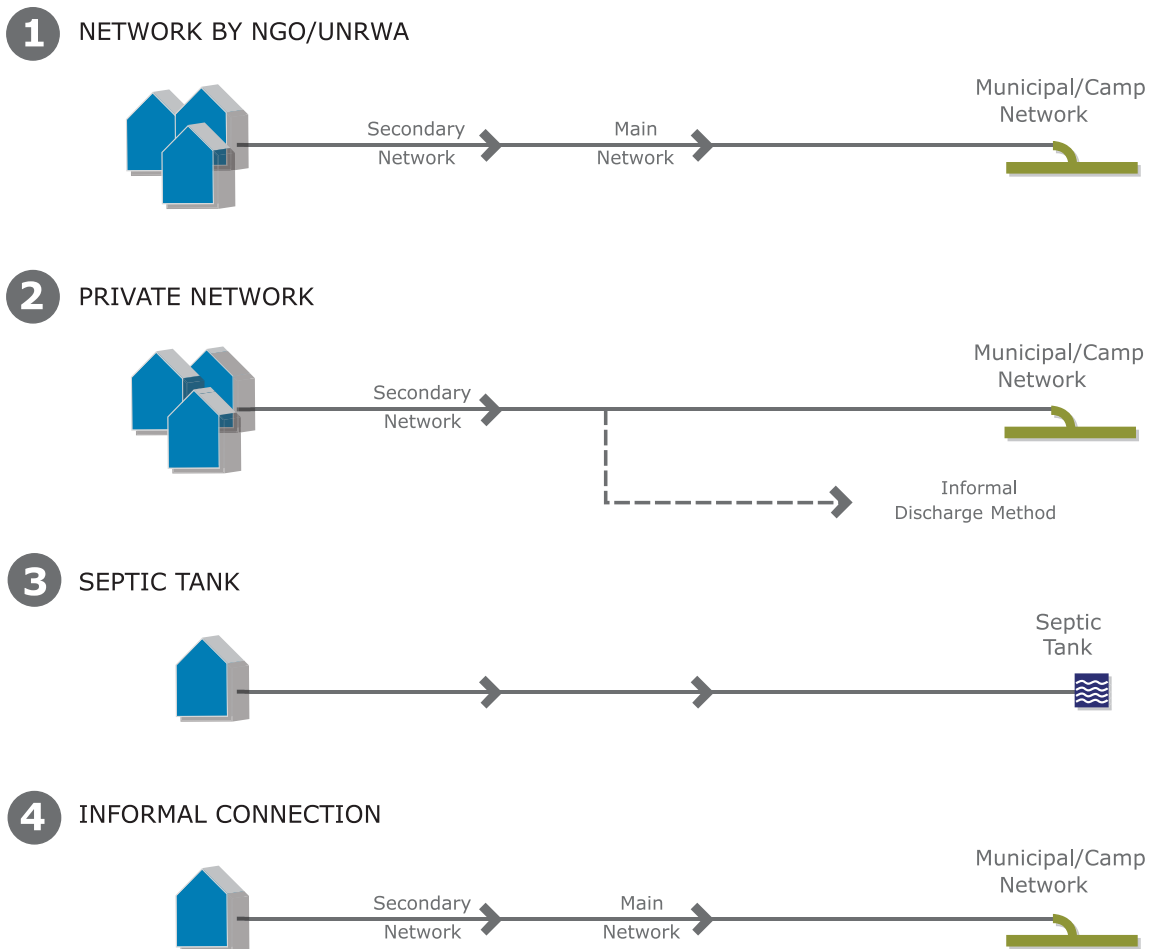 1 NETWORK BY NGO/UNRWA
Municipal/Camp
Network
Secondary
Network
Main
Network
2 PRIVATE NETWORK
Municipal/Camp
Network
Secondary
Network
Informal
Discharge Method
3 SEPTIC TANK
Septic
Tank
4 INFORMAL CONNECTION
Municipal/Camp
Network
Secondary
Network
Main
Network